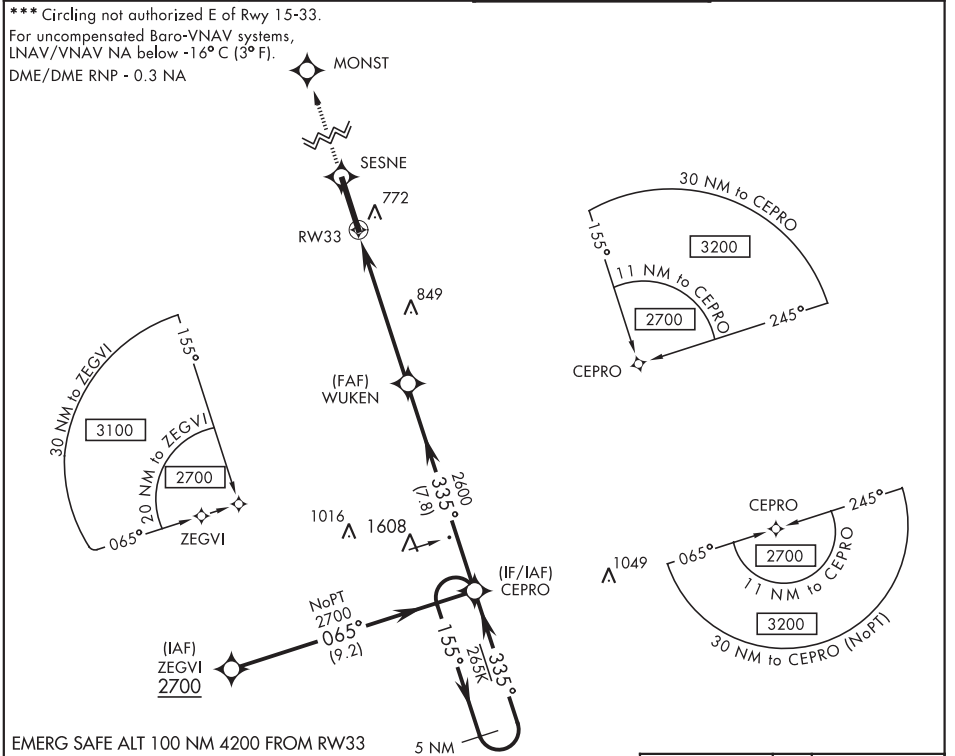 *** Circling not authorized E of Rwy 15-33.
For uncompensated Baro-VNAV systems,
LNAV/VNAV NA below -16°C (3°F).
DME/DME RNP - 0.3 NA
MONST
SESNE
772
RW33
849
(FAF)
WUKEN
2600
335°
(7.8)
1016
1608
(IF/IAF)
CEPRO
NoPT
2700
065°
(9.2)
(IAF)
ZEGVI
2700
155°
265K
335°
5 NM
30 NM to ZEGVI
155°
3100
20 NM to ZEGVI
2700
065°
ZEGVI
30 NM to CEPRO
155°
3200
11 NM to CEPRO
2700
245°
CEPRO
1049
CEPRO
245°
065°
2700
11 NM to CEPRO
3200
30 NM to CEPRO (NoPT)
EMERG SAFE ALT 100 NM 4200 FROM RW33